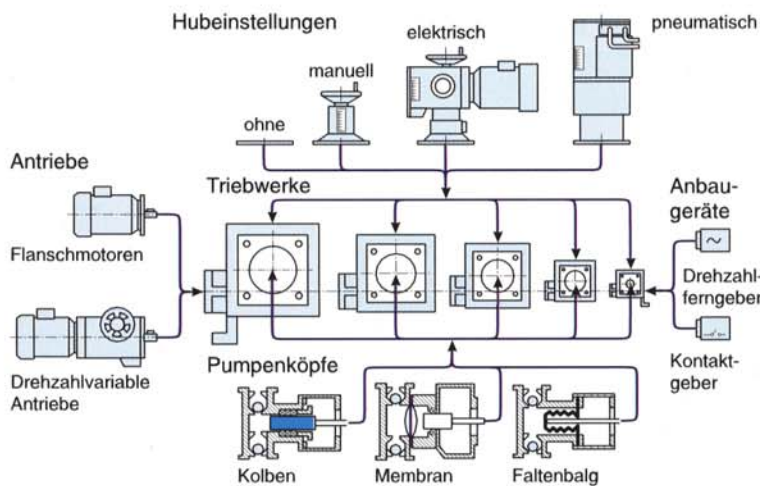 Hubeinstellungen
ohne
manuell
elektrisch
pneumatisch
Antriebe
Flanschmotoren
Drehzahlvariable
Antriebe
Triebwerke
Anbau-
geräte
Drehzahl-
ferngeber
Kontakt-
geber
Pumpenköpfe
Kolben
Membran
Faltenbalg